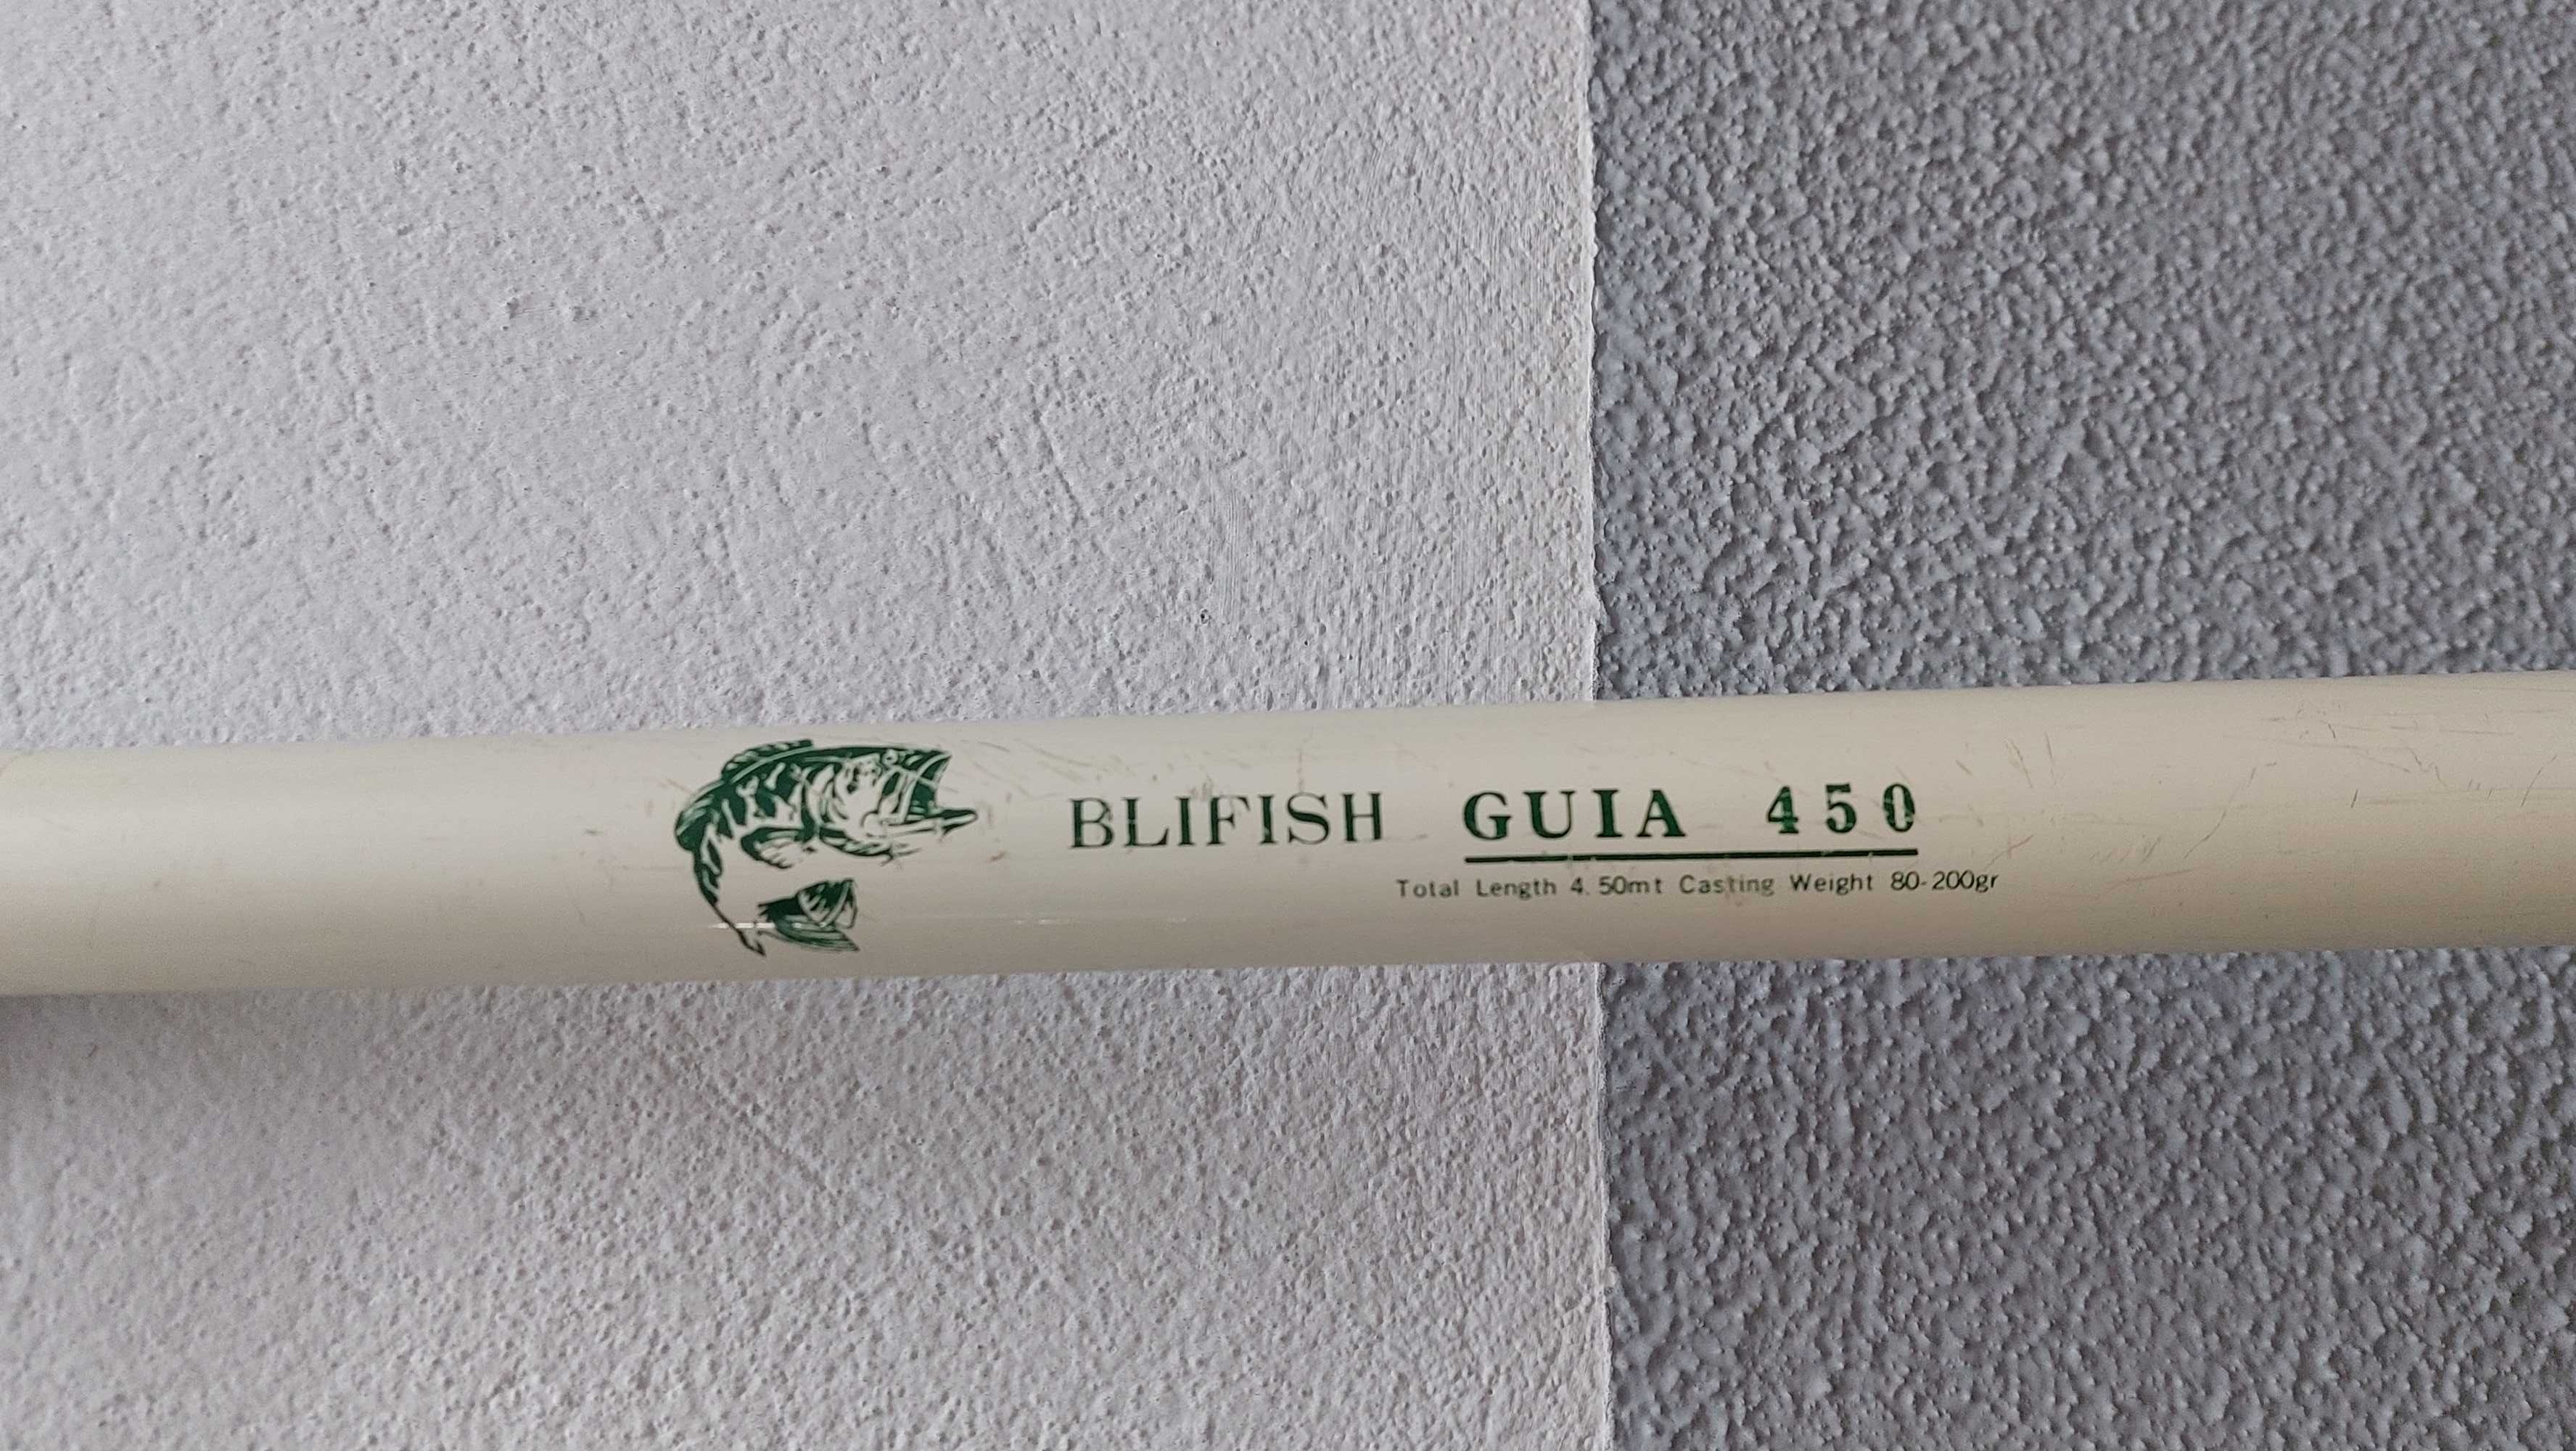 BLIFISH GUIA 450
Total Length 4.50mt Casting Weight 80-200gr